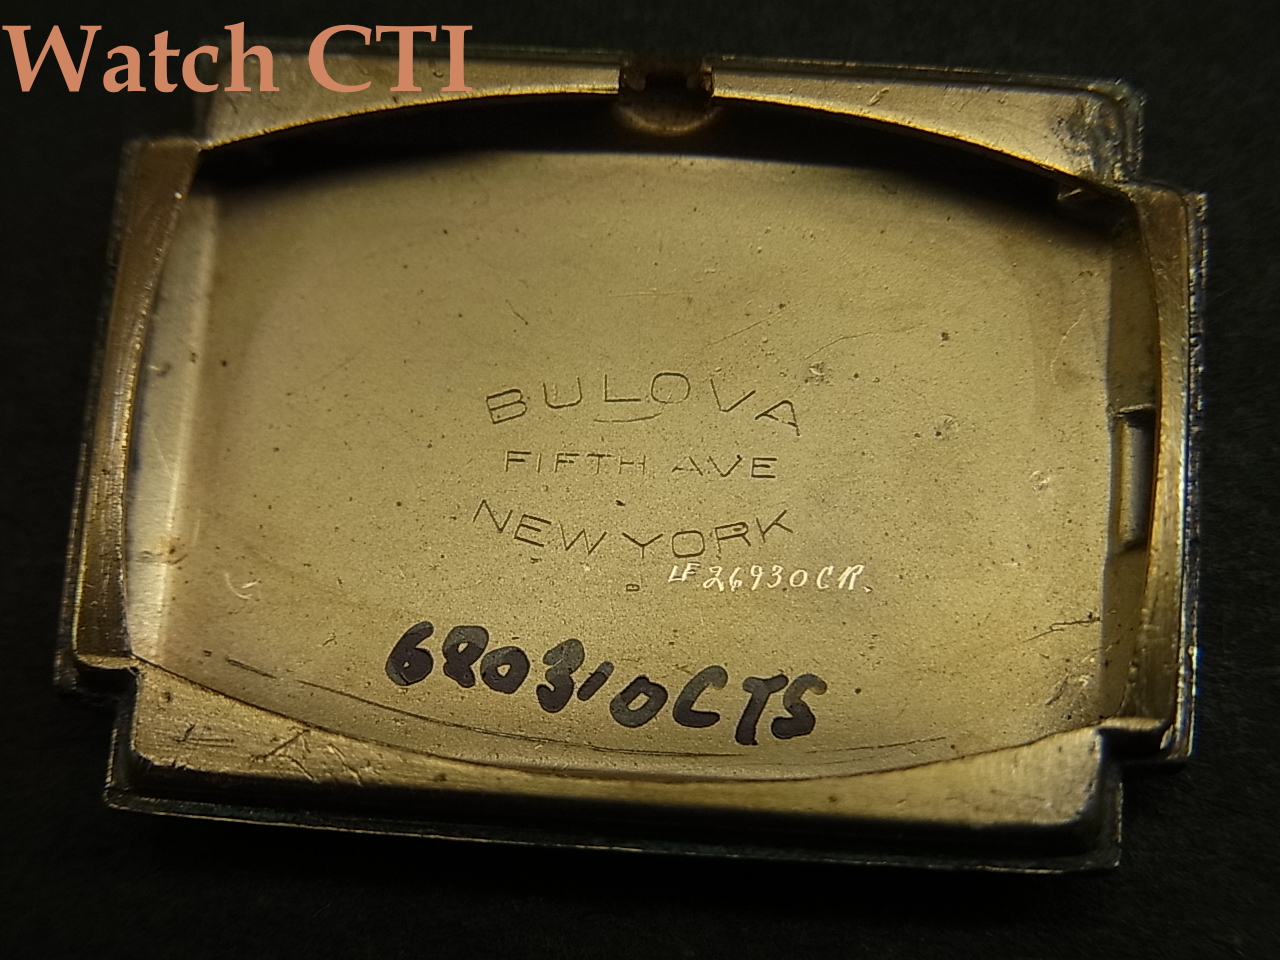 Watch CTI
BULOVA
FIFTH AVE
NEW YORK
LF 26930CR.
680310CTS